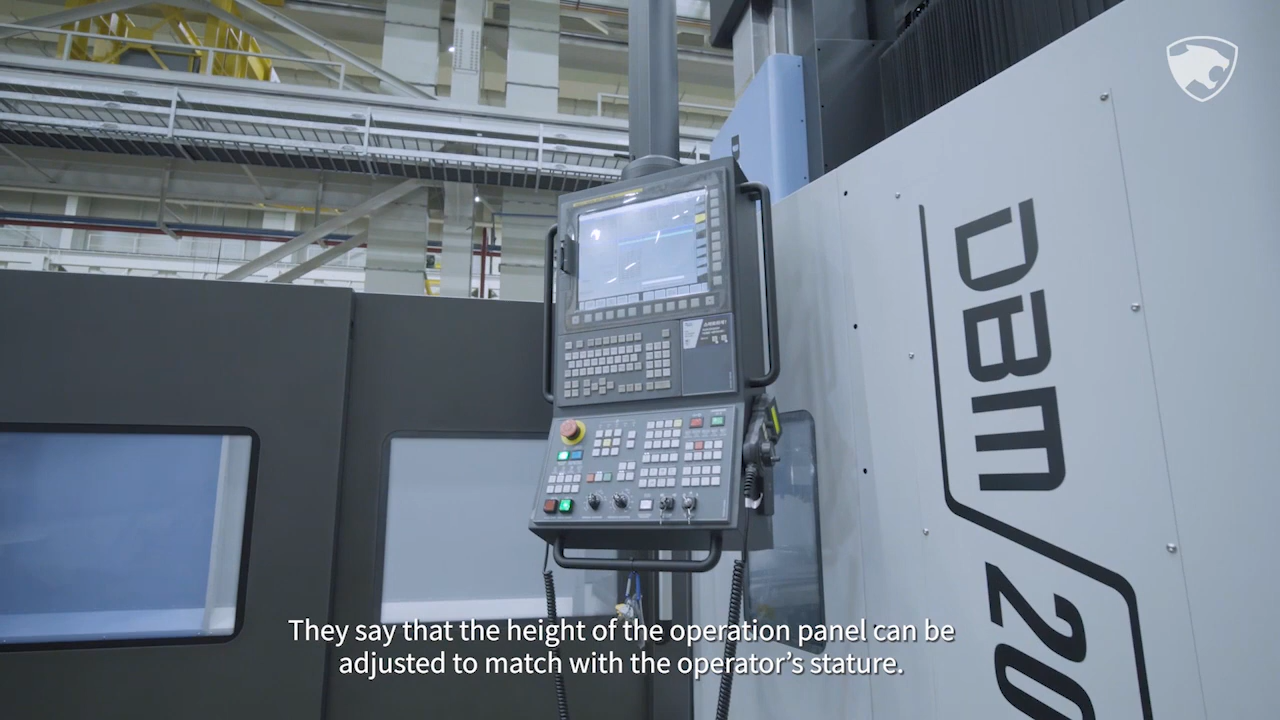 DBM
20
They say that the height of the operation panel can be
adjusted to match with the operator’s stature.